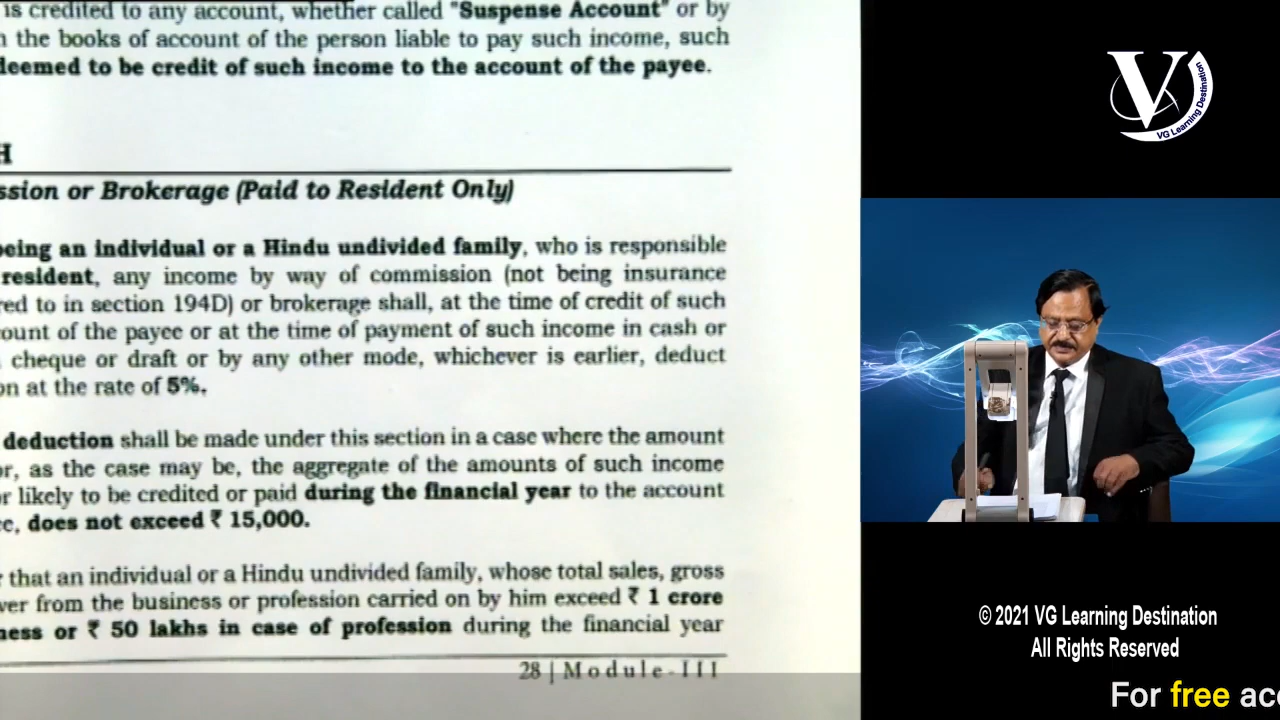 is credited to any account, whether called "Suspense Account" or by
the books of account of the person liable to pay such income, such
deemed to be credit of such income to the account of the payee.
H
ssion or Brokerage (Paid to Resident Only)
being an individual or a Hindu undivided family, who is responsible
resident, any income by way of commission (not being insurance
red to in section 194D) or brokerage shall, at the time of credit of such
ount of the payee or at the time of payment of such income in cash or
cheque or draft or by any other mode, whichever is earlier, deduct
on at the rate of 5%.
deduction shall be made under this section in a case where the amount
or, as the case may be, the aggregate of the amounts of such income
or likely to be credited or paid during the financial year to the account
ee, does not exceed ₹ 15,000.
that an individual or a Hindu undivided family, whose total sales, gross
ver from the business or profession carried on by him exceed ₹ 1 crore
ness or ₹ 50 lakhs in case of profession during the financial year
28 | Module-III
V
VG Learning Destination
© 2021 VG Learning Destination
All Rights Reserved
For free acc